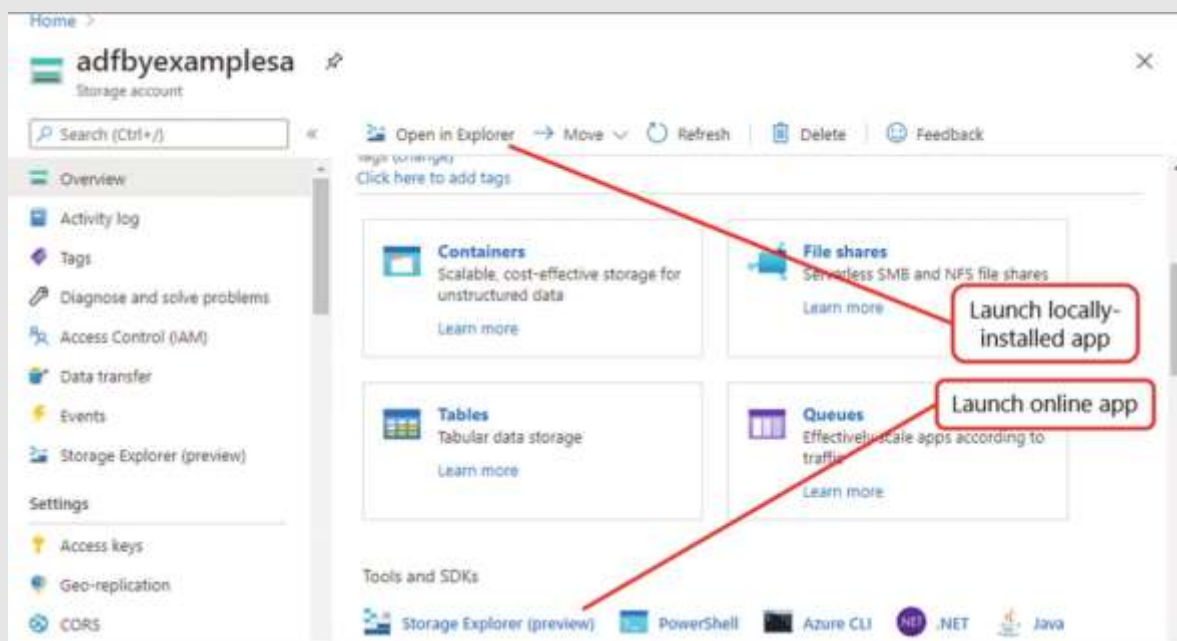 Home >
adfbyexamplesa
Storage account
Search (Ctrl+/)
«
Open in Explorer
Move
Refresh
Delete
Feedback
Tags (change)
Click here to add tags
Overview
Activity log
Tags
Diagnose and solve problems
Access Control (IAM)
Data transfer
Events
Storage Explorer (preview)
Settings
Access keys
Geo-replication
CORS
Containers
Scalable, cost-effective storage for
unstructured data
Learn more
File shares
Serverless SMB and NFS file shares
Learn more
Launch locally-
installed app
Tables
Tabular data storage
Learn more
Queues
Effectively scale apps according to
traffic
Learn more
Launch online app
Tools and SDKs
Storage Explorer (preview)
PowerShell
Azure CLI
NET
.NET
Java